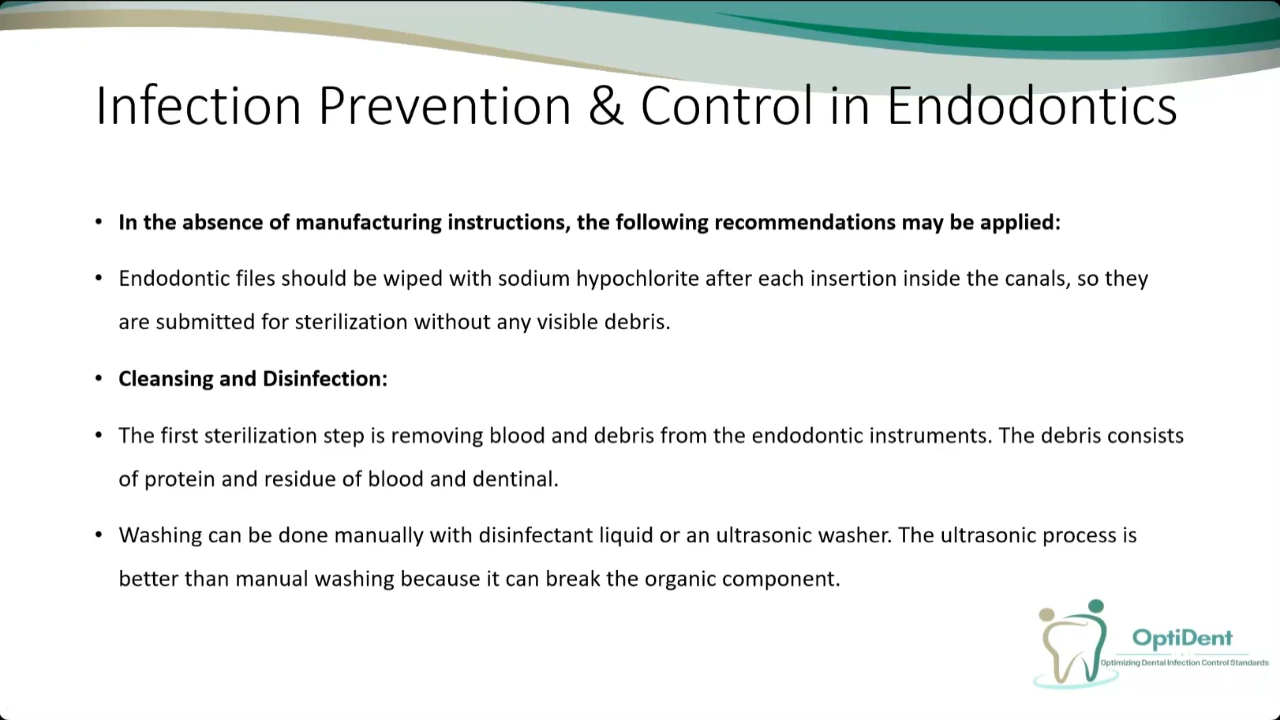 Infection Prevention & Control in Endodontics
• In the absence of manufacturing instructions, the following recommendations may be applied:
• Endodontic files should be wiped with sodium hypochlorite after each insertion inside the canals, so they
are submitted for sterilization without any visible debris.
• Cleansing and Disinfection:
• The first sterilization step is removing blood and debris from the endodontic instruments. The debris consists
of protein and residue of blood and dentinal.
• Washing can be done manually with disinfectant liquid or an ultrasonic washer. The ultrasonic process is
better than manual washing because it can break the organic component.
OptiDent
Optimizing Dental Infection Control Standards